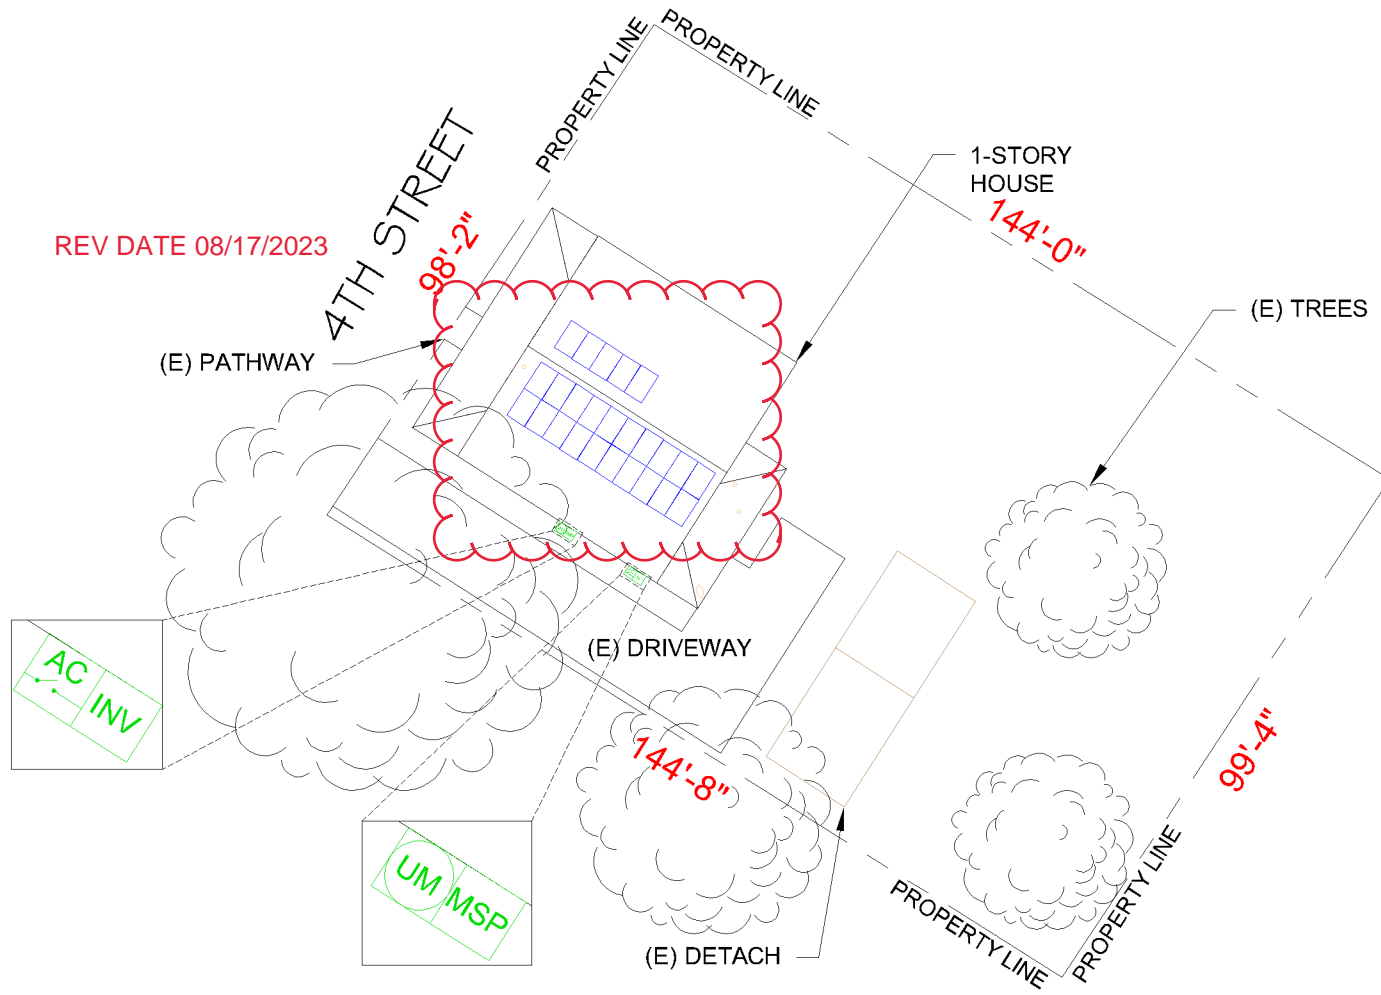 PROPERTY LINE
PROPERTY LINE
4TH STREET
1-STORY
HOUSE
144'-0"
98'-2"
REV DATE 08/17/2023
(E) TREES
(E) PATHWAY
(E) DRIVEWAY
AC
INV
144'-8"
99'-4"
UM
MSP
PROPERTY LINE
PROPERTY LINE
(E) DETACH